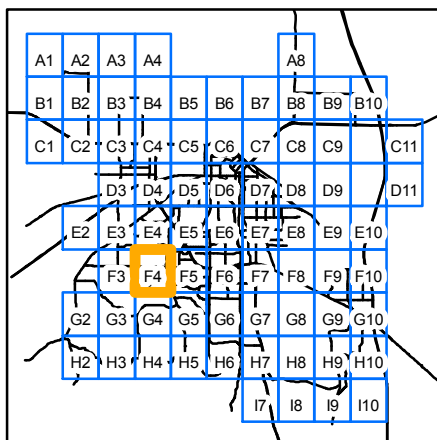 A1 A2 A3 A4 A8
B1 B2 B3 B4 B5 B6 B7 B8 B9 B10
C1 C2 C3 C4 C5 C6 C7 C8 C9 C11
D3 D4 D5 D6 D7 D8 D9 D11
E2 E3 E4 E5 E6 E7 E8 E9 E10
F3 F4 F5 F6 F7 F8 F9 F10
G2 G3 G4 G5 G6 G7 G8 G9 G10
H2 H3 H4 H5 H6 H7 H8 H9 H10
I7 I8 I9 I10